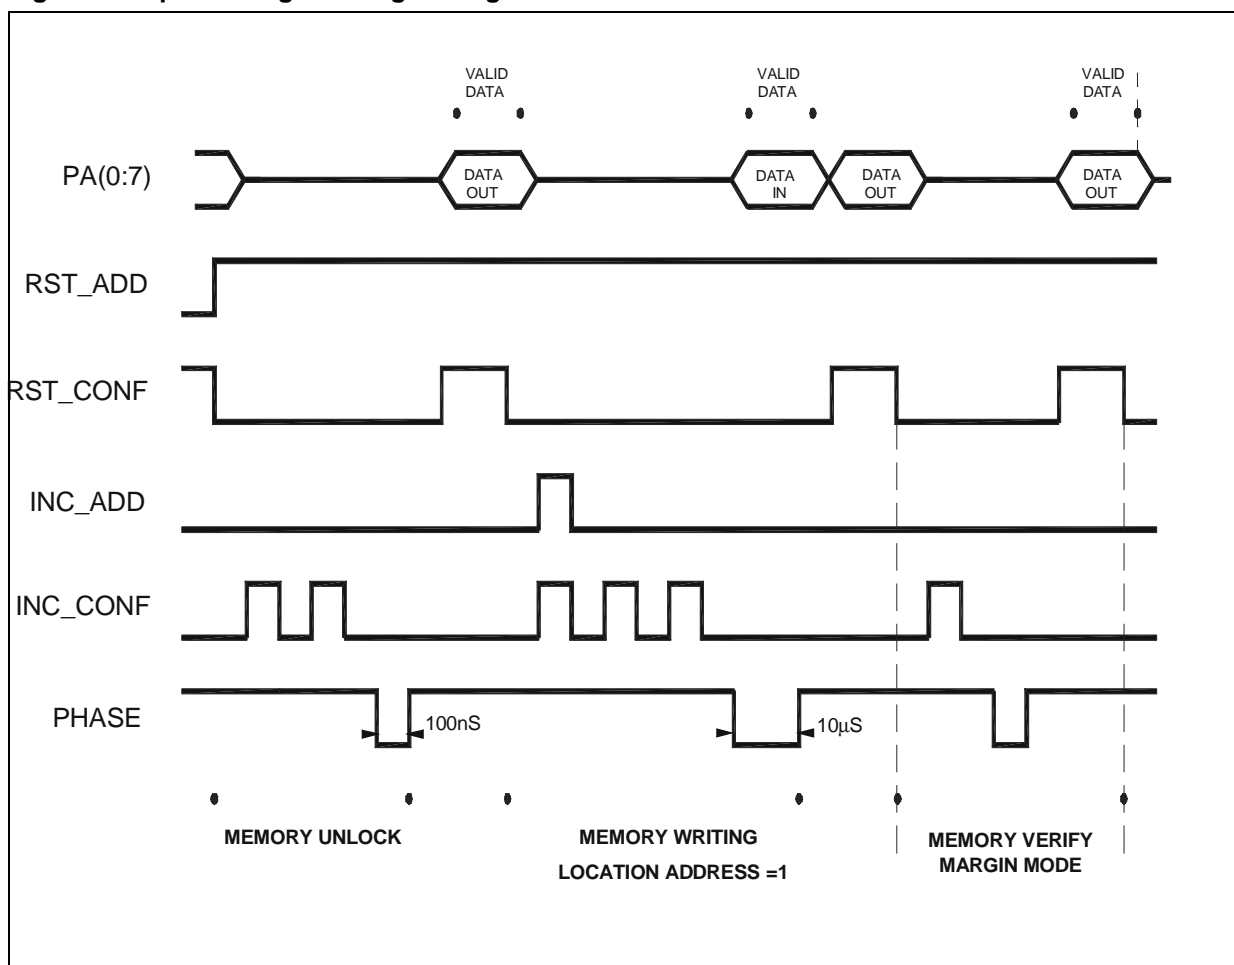 VALID
DATA
VALID
DATA
VALID
DATA
PA(0:7)
DATA
OUT
DATA
IN
DATA
OUT
DATA
OUT
RST_ADD
RST_CONF
INC_ADD
INC_CONF
PHASE
100nS
10µS
MEMORY UNLOCK
MEMORY WRITING
LOCATION ADDRESS =1
MEMORY VERIFY
MARGIN MODE